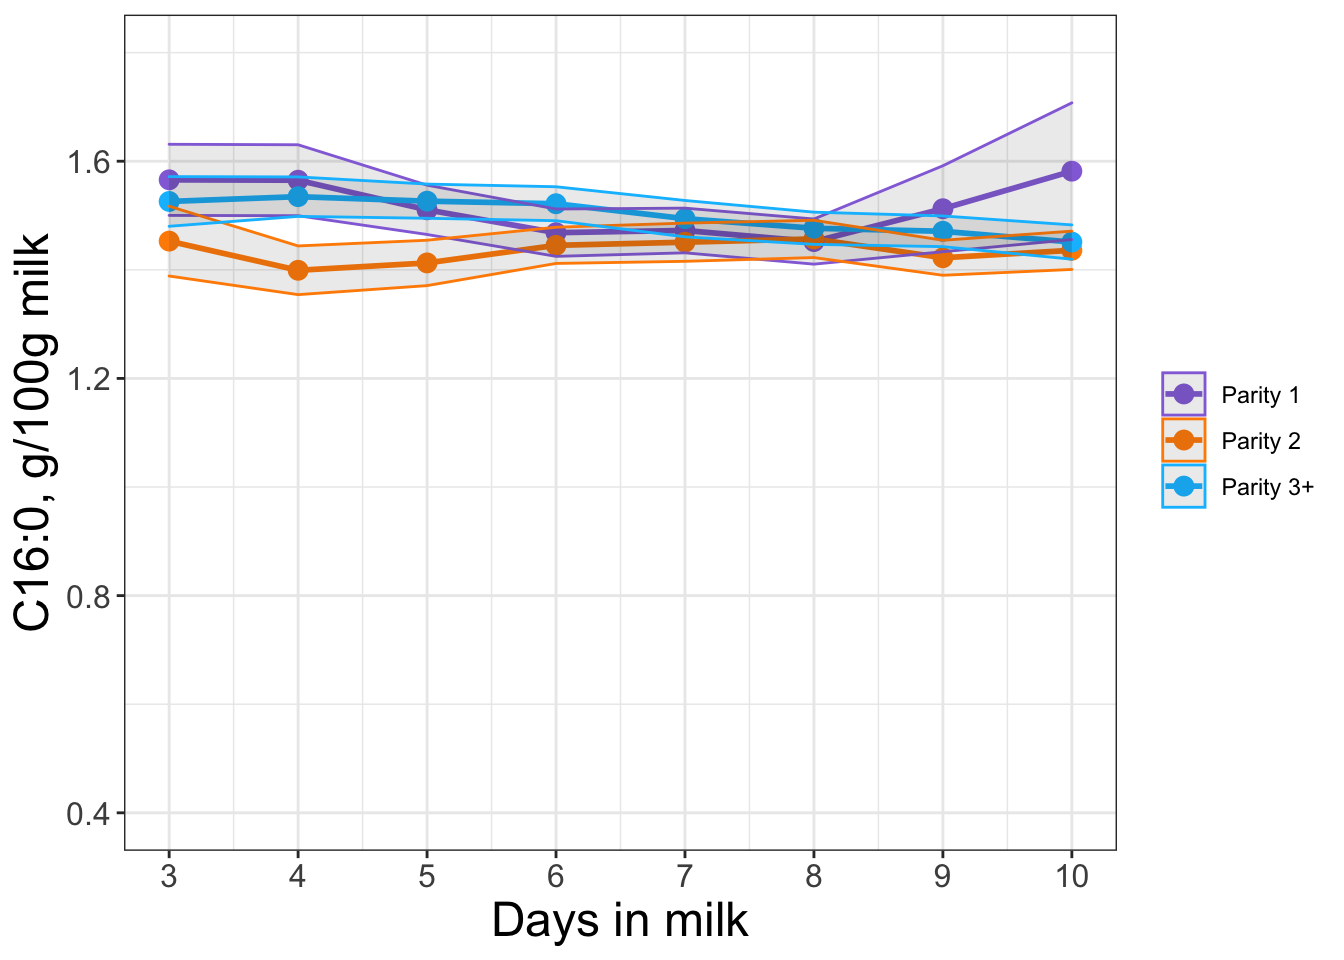 C16:0, g/100g milk
1.6
1.2
0.8
0.4
3 4 5 6 7 8 9 10
Days in milk
Parity 1
Parity 2
Parity 3+